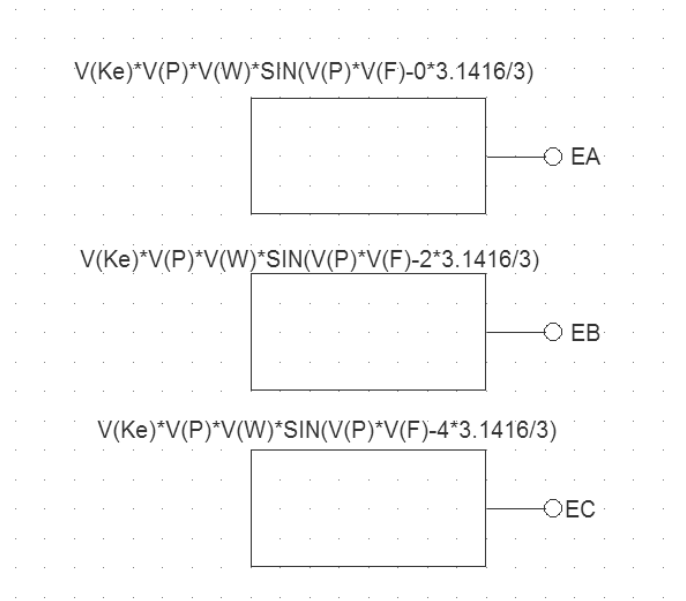 V(Ke)*V(P)*V(W)*SIN(V(P)*V(F)-0*3.1416/3)
EA
V(Ke)*V(P)*V(W)*SIN(V(P)*V(F)-2*3.1416/3)
EB
V(Ke)*V(P)*V(W)*SIN(V(P)*V(F)-4*3.1416/3)
EC